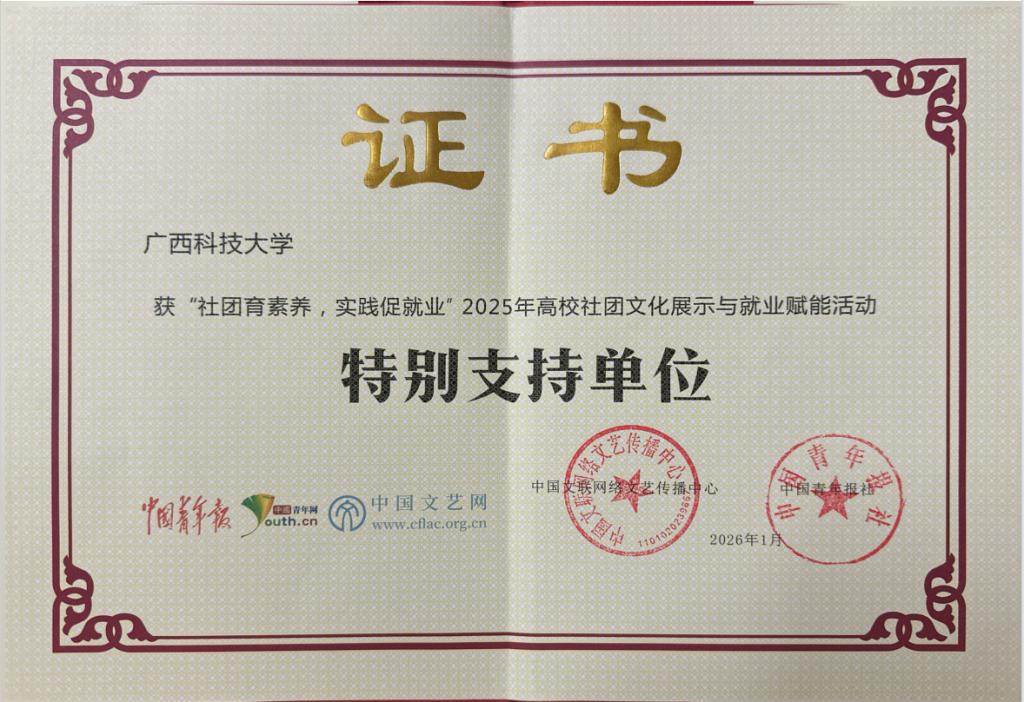 证书
广西科技大学
获“社团育素养，实践促就业”2025年高校社团文化展示与就业赋能活动
特别支持单位
中国青年报
中国青年网
Youth.cn
中国文艺网
www.cflac.org.cn
中国文联网络文艺传播中心
中国文联网络文艺传播中心
中国青年报社
中国青年报社
2026年1月